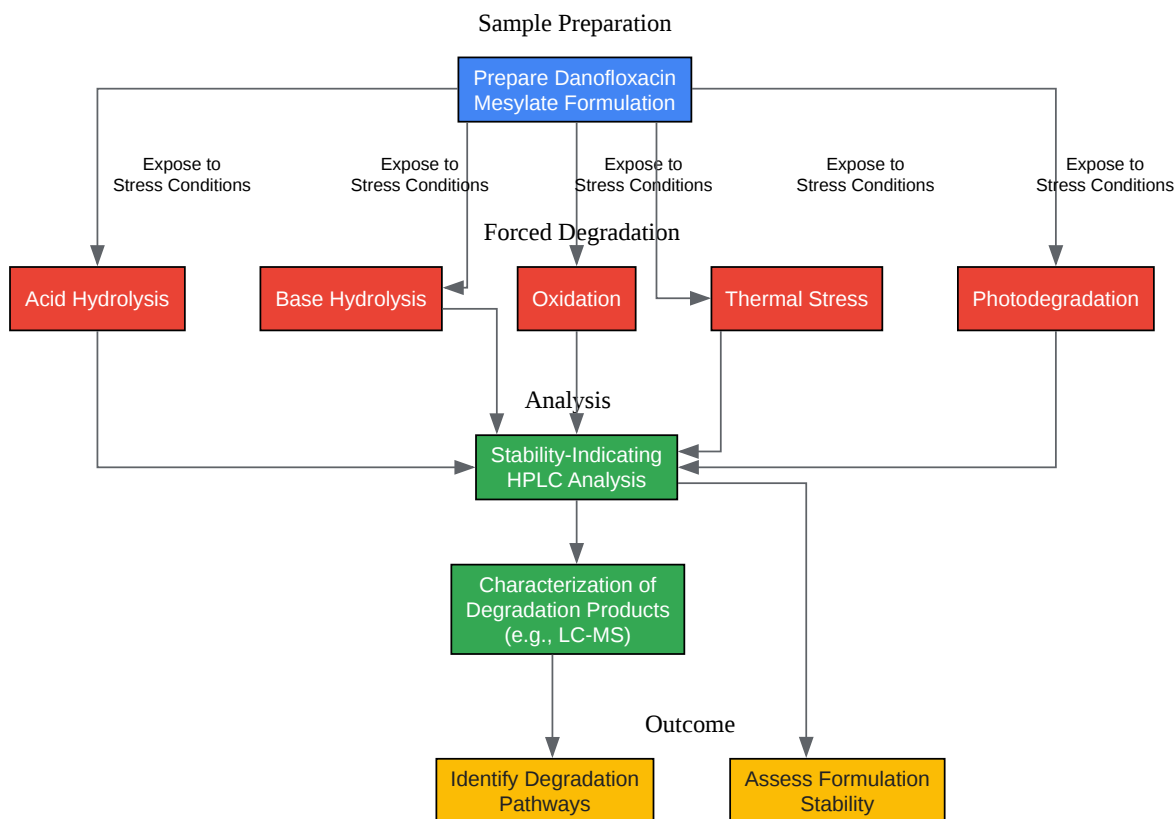 Sample Preparation
Prepare Danofloxacin
Mesylate Formulation
Expose to
Stress Conditions
Expose to
Stress Conditions
Expose to
Stress Conditions
Expose to
Stress Conditions
Expose to
Stress Conditions
Forced Degradation
Acid Hydrolysis
Base Hydrolysis
Oxidation
Thermal Stress
Photodegradation
Analysis
Stability-Indicating
HPLC Analysis
Characterization of
Degradation Products
(e.g., LC-MS)
Outcome
Identify Degradation
Pathways
Assess Formulation
Stability